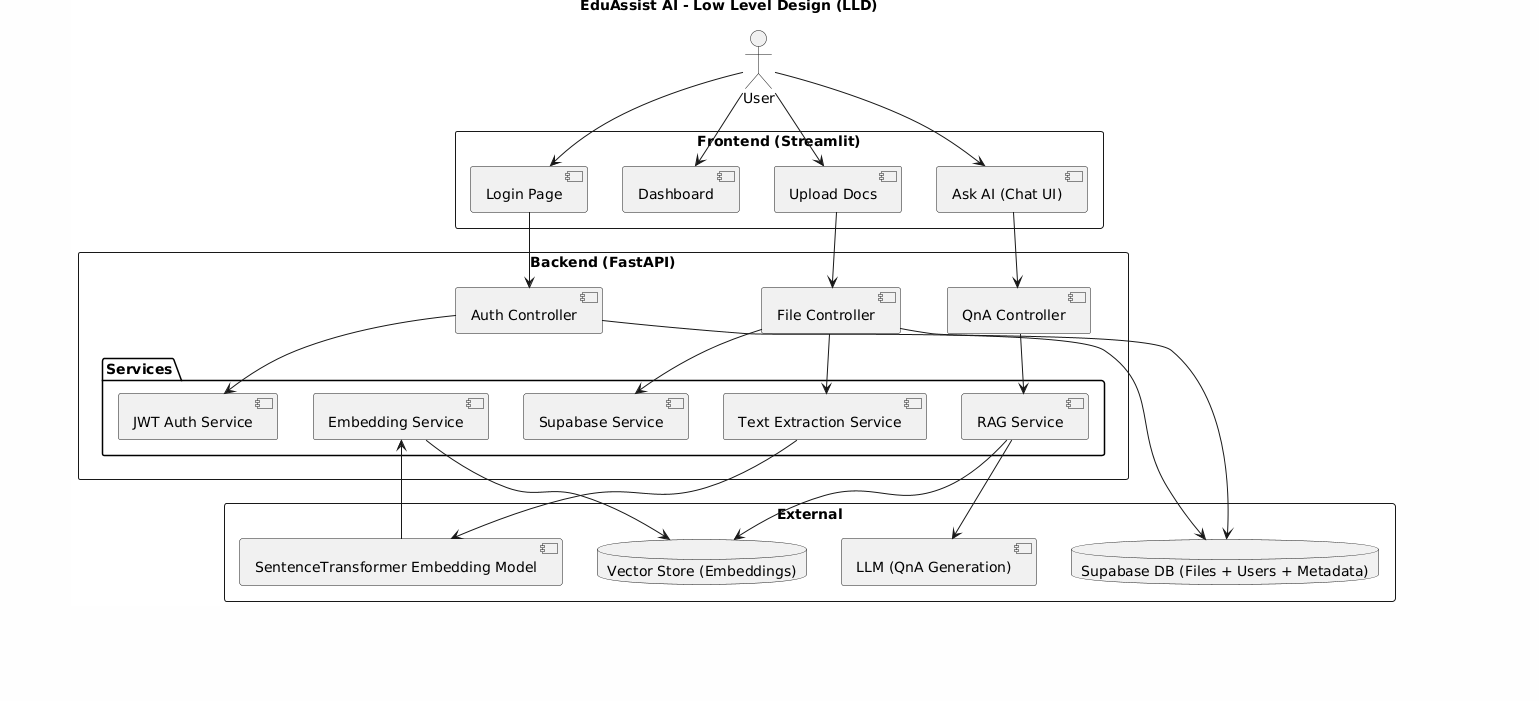 EduAssist AI - Low Level Design (LLD)
User
Frontend (Streamlit)
Login Page
Dashboard
Upload Docs
Ask AI (Chat UI)
Backend (FastAPI)
Auth Controller
File Controller
QnA Controller
Services
JWT Auth Service
Embedding Service
Supabase Service
Text Extraction Service
RAG Service
External
SentenceTransformer Embedding Model
Vector Store (Embeddings)
LLM (QnA Generation)
Supabase DB (Files + Users + Metadata)